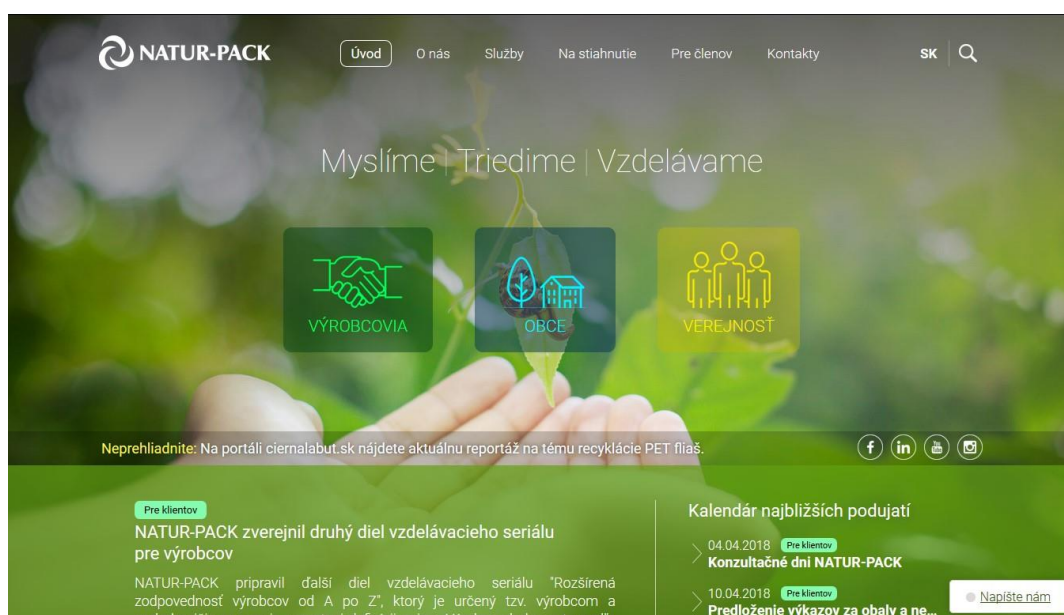 NATUR-PACK
Úvod
O nás
Služby
Na stiahnutie
Pre členov
Kontakty
SK
Myslíme | Triedime | Vzdelávame
VÝROBCOVIA
OBCE
VEREJNOSŤ
Neprehliadnite: Na portáli ciernalabut.sk nájdete aktuálnu reportáž na tému recyklácie PET fliaš.
f
in
Pre klientov
NATUR-PACK zverejnil druhý diel vzdelávacieho seriálu
pre výrobcov
NATUR-PACK pripravil ďalší diel vzdelávacieho seriálu "Rozšírená
zodpovednosť výrobcov od A po Z", ktorý je určený tzv. výrobcom a
Kalendár najbližších podujatí
04.04.2018 Pre klientov
Konzultačné dni NATUR-PACK
10.04.2018 Pre klientov
Predloženie výkazov za obaly a ne...
Napíšte nám